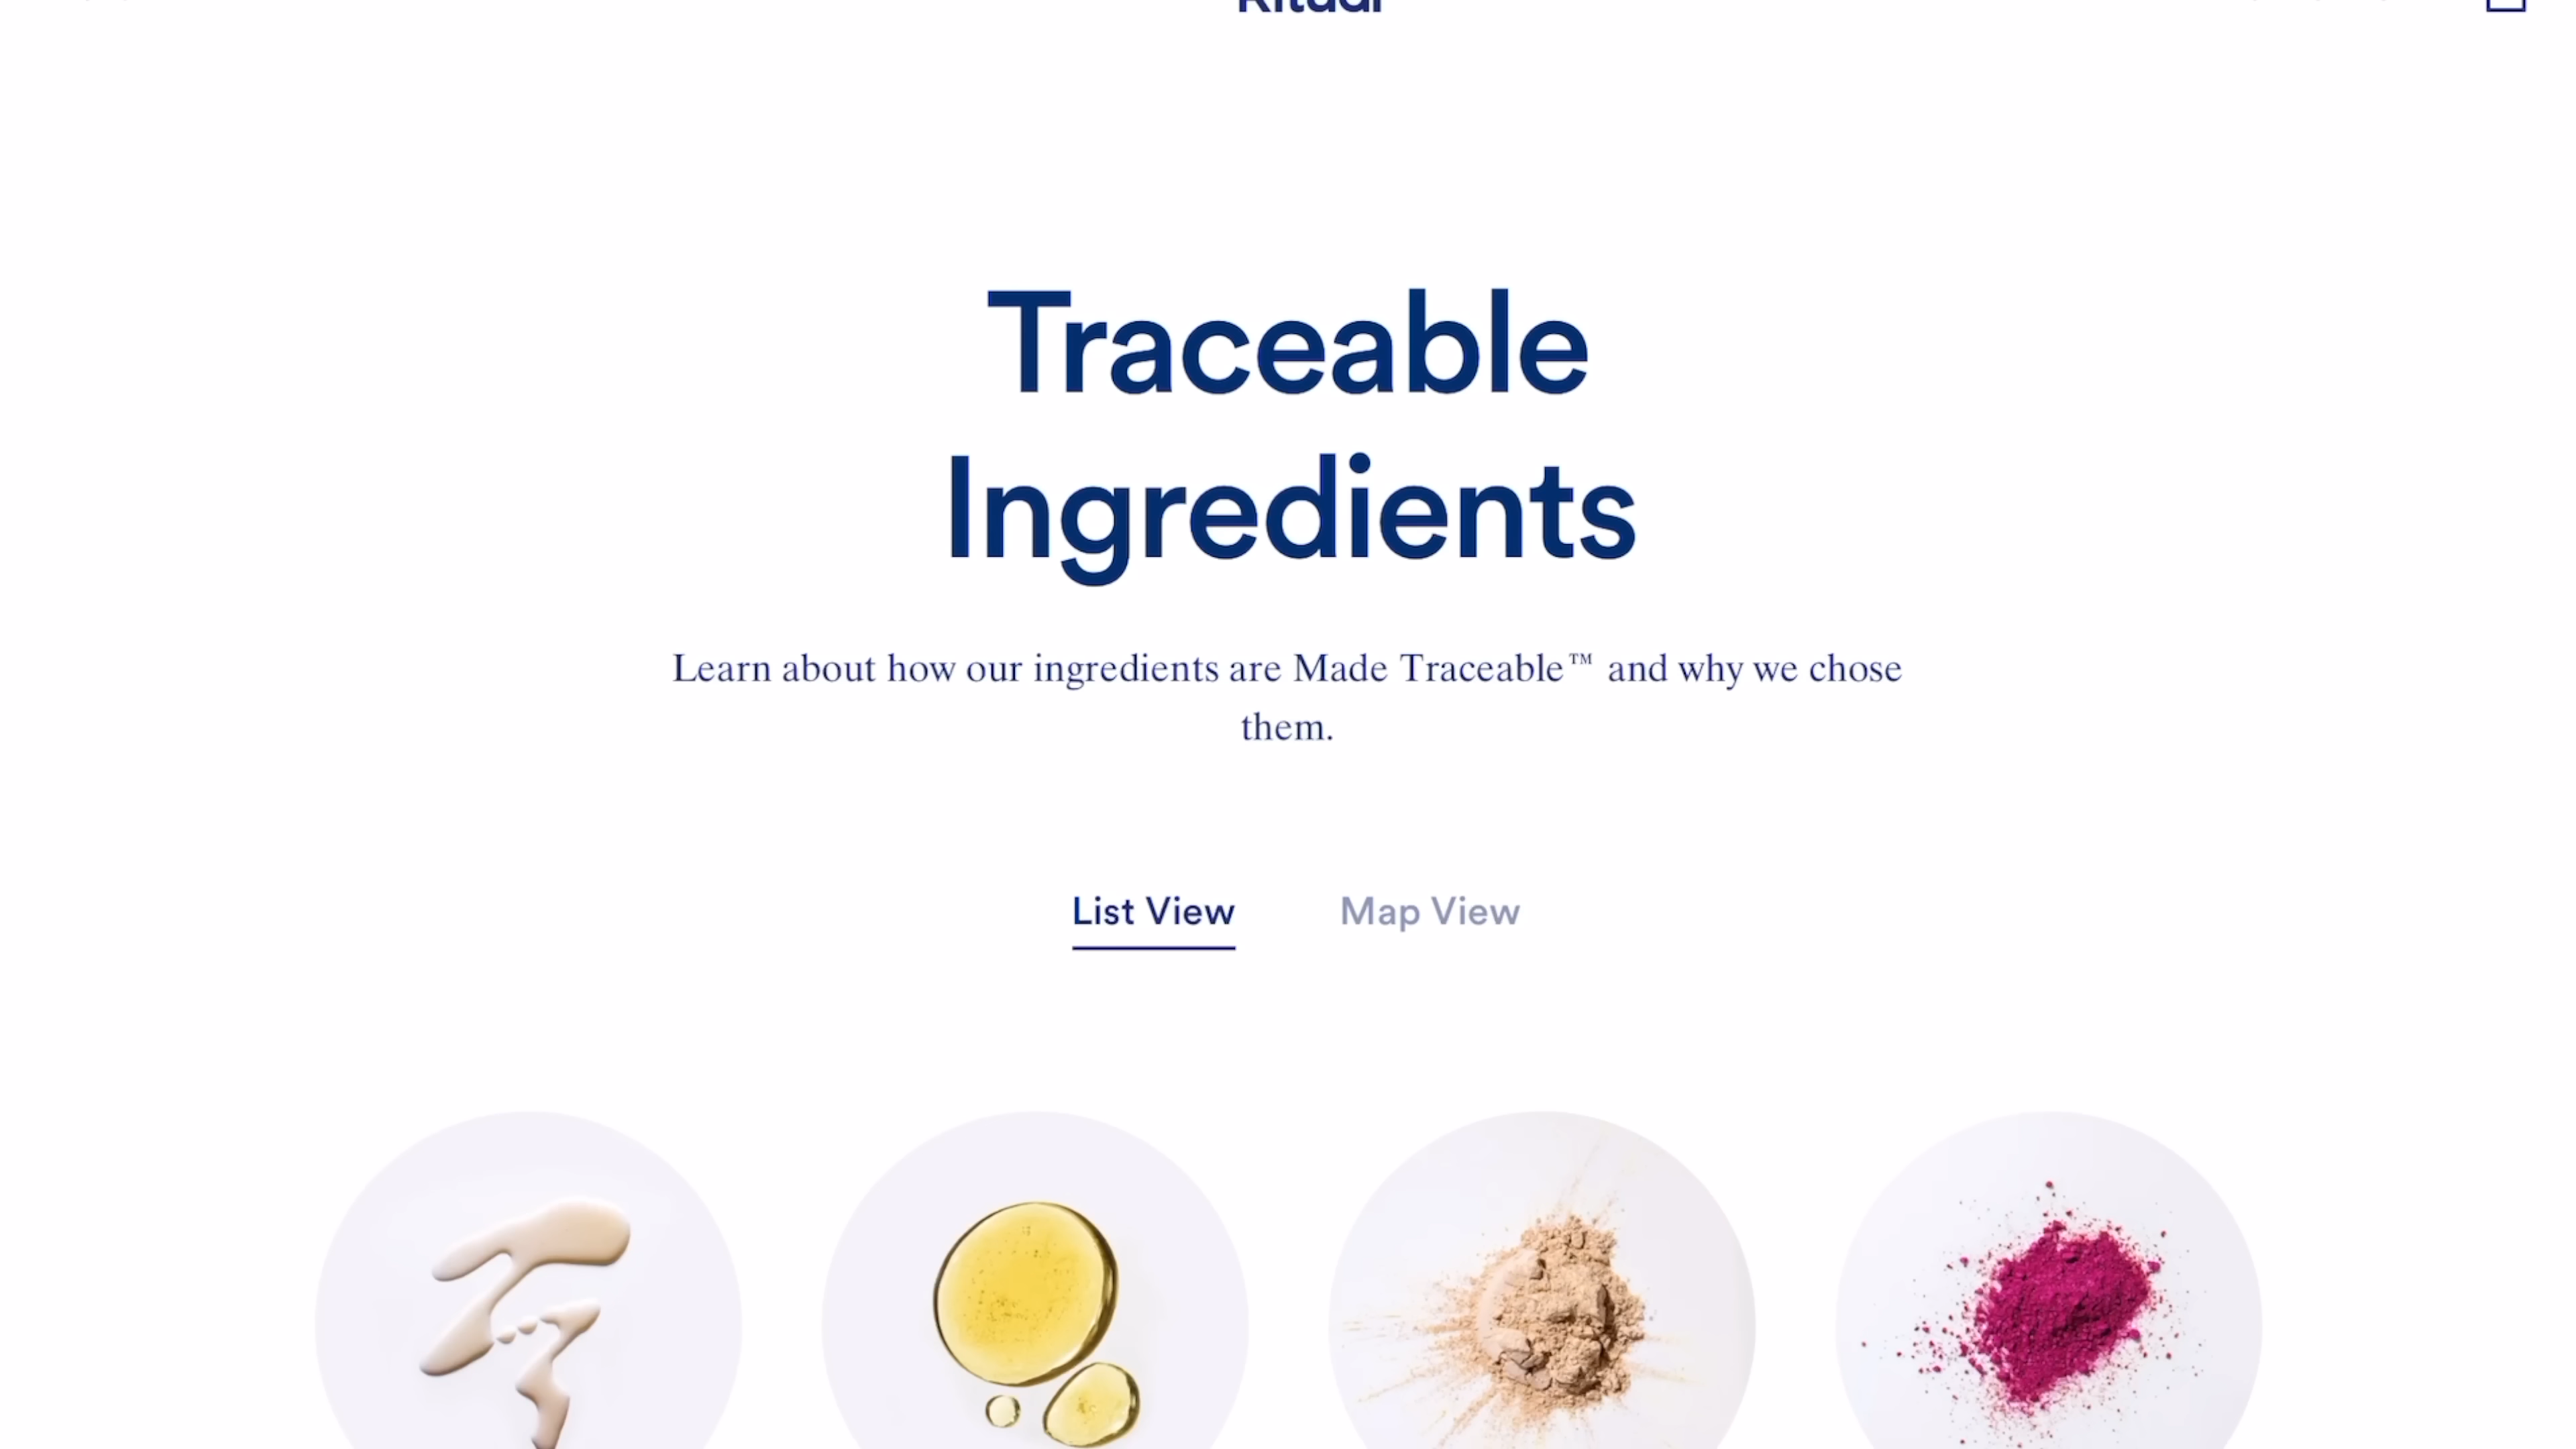 Ritual
Traceable
Ingredients
Learn about how our ingredients are Made Traceable™ and why we chose
them.
List View
Map View